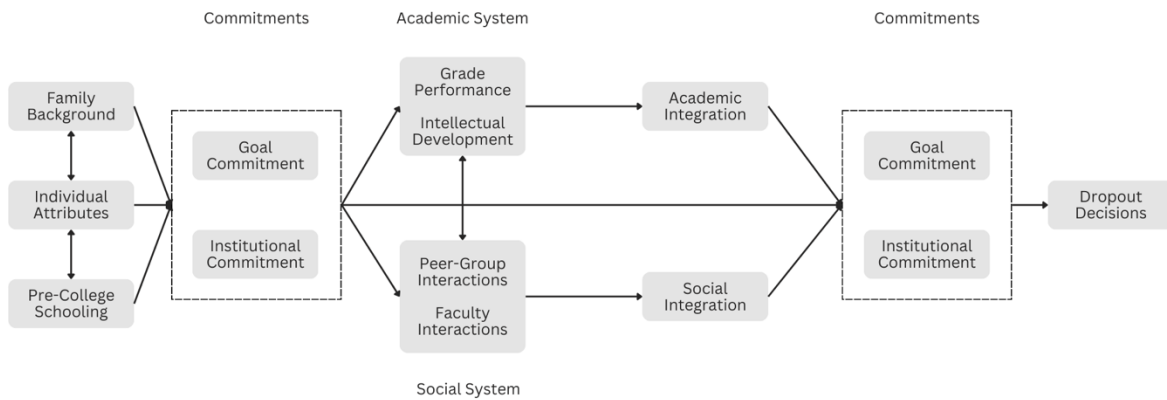 Commitments
Academic System
Commitments
Family
Background
Individual
Attributes
Pre-College
Schooling
Goal
Commitment
Institutional
Commitment
Grade
Performance
Intellectual
Development
Peer-Group
Interactions
Faculty
Interactions
Academic
Integration
Social
Integration
Goal
Commitment
Institutional
Commitment
Dropout
Decisions
Social System